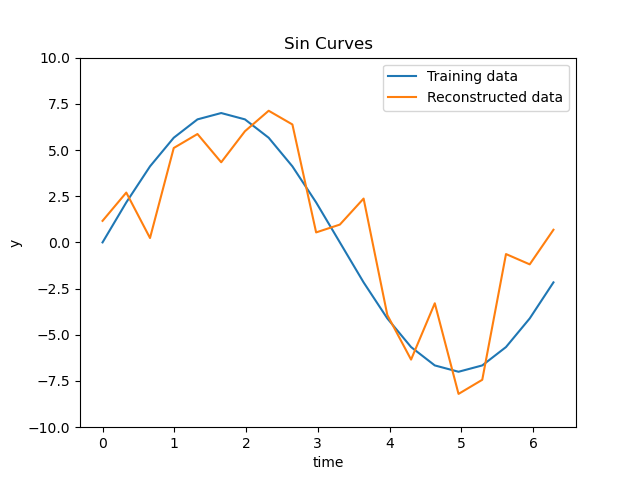 Sin Curves
Training data
Reconstructed data
10.0
7.5
5.0
2.5
0.0
−2.5
−5.0
−7.5
−10.0
y
0 1 2 3 4 5 6
time